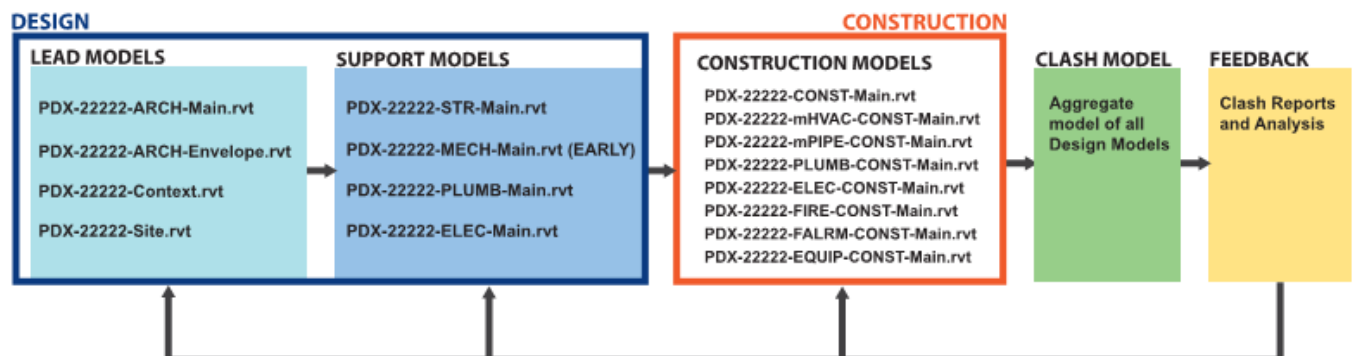 DESIGN
LEAD MODELS
PDX-22222-ARCH-Main.rvt
PDX-22222-ARCH-Envelope.rvt
PDX-22222-Context.rvt
PDX-22222-Site.rvt
SUPPORT MODELS
PDX-22222-STR-Main.rvt
PDX-22222-MECH-Main.rvt (EARLY)
PDX-22222-PLUMB-Main.rvt
PDX-22222-ELEC-Main.rvt
CONSTRUCTION
CONSTRUCTION MODELS
PDX-22222-CONST-Main.rvt
PDX-22222-mHVAC-CONST-Main.rvt
PDX-22222-mPIPE-CONST-Main.rvt
PDX-22222-PLUMB-CONST-Main.rvt
PDX-22222-ELEC-CONST-Main.rvt
PDX-22222-FIRE-CONST-Main.rvt
PDX-22222-FALRM-CONST-Main.rvt
PDX-22222-EQUIP-CONST-Main.rvt
CLASH MODEL
Aggregate
model of all
Design Models
FEEDBACK
Clash Reports
and Analysis